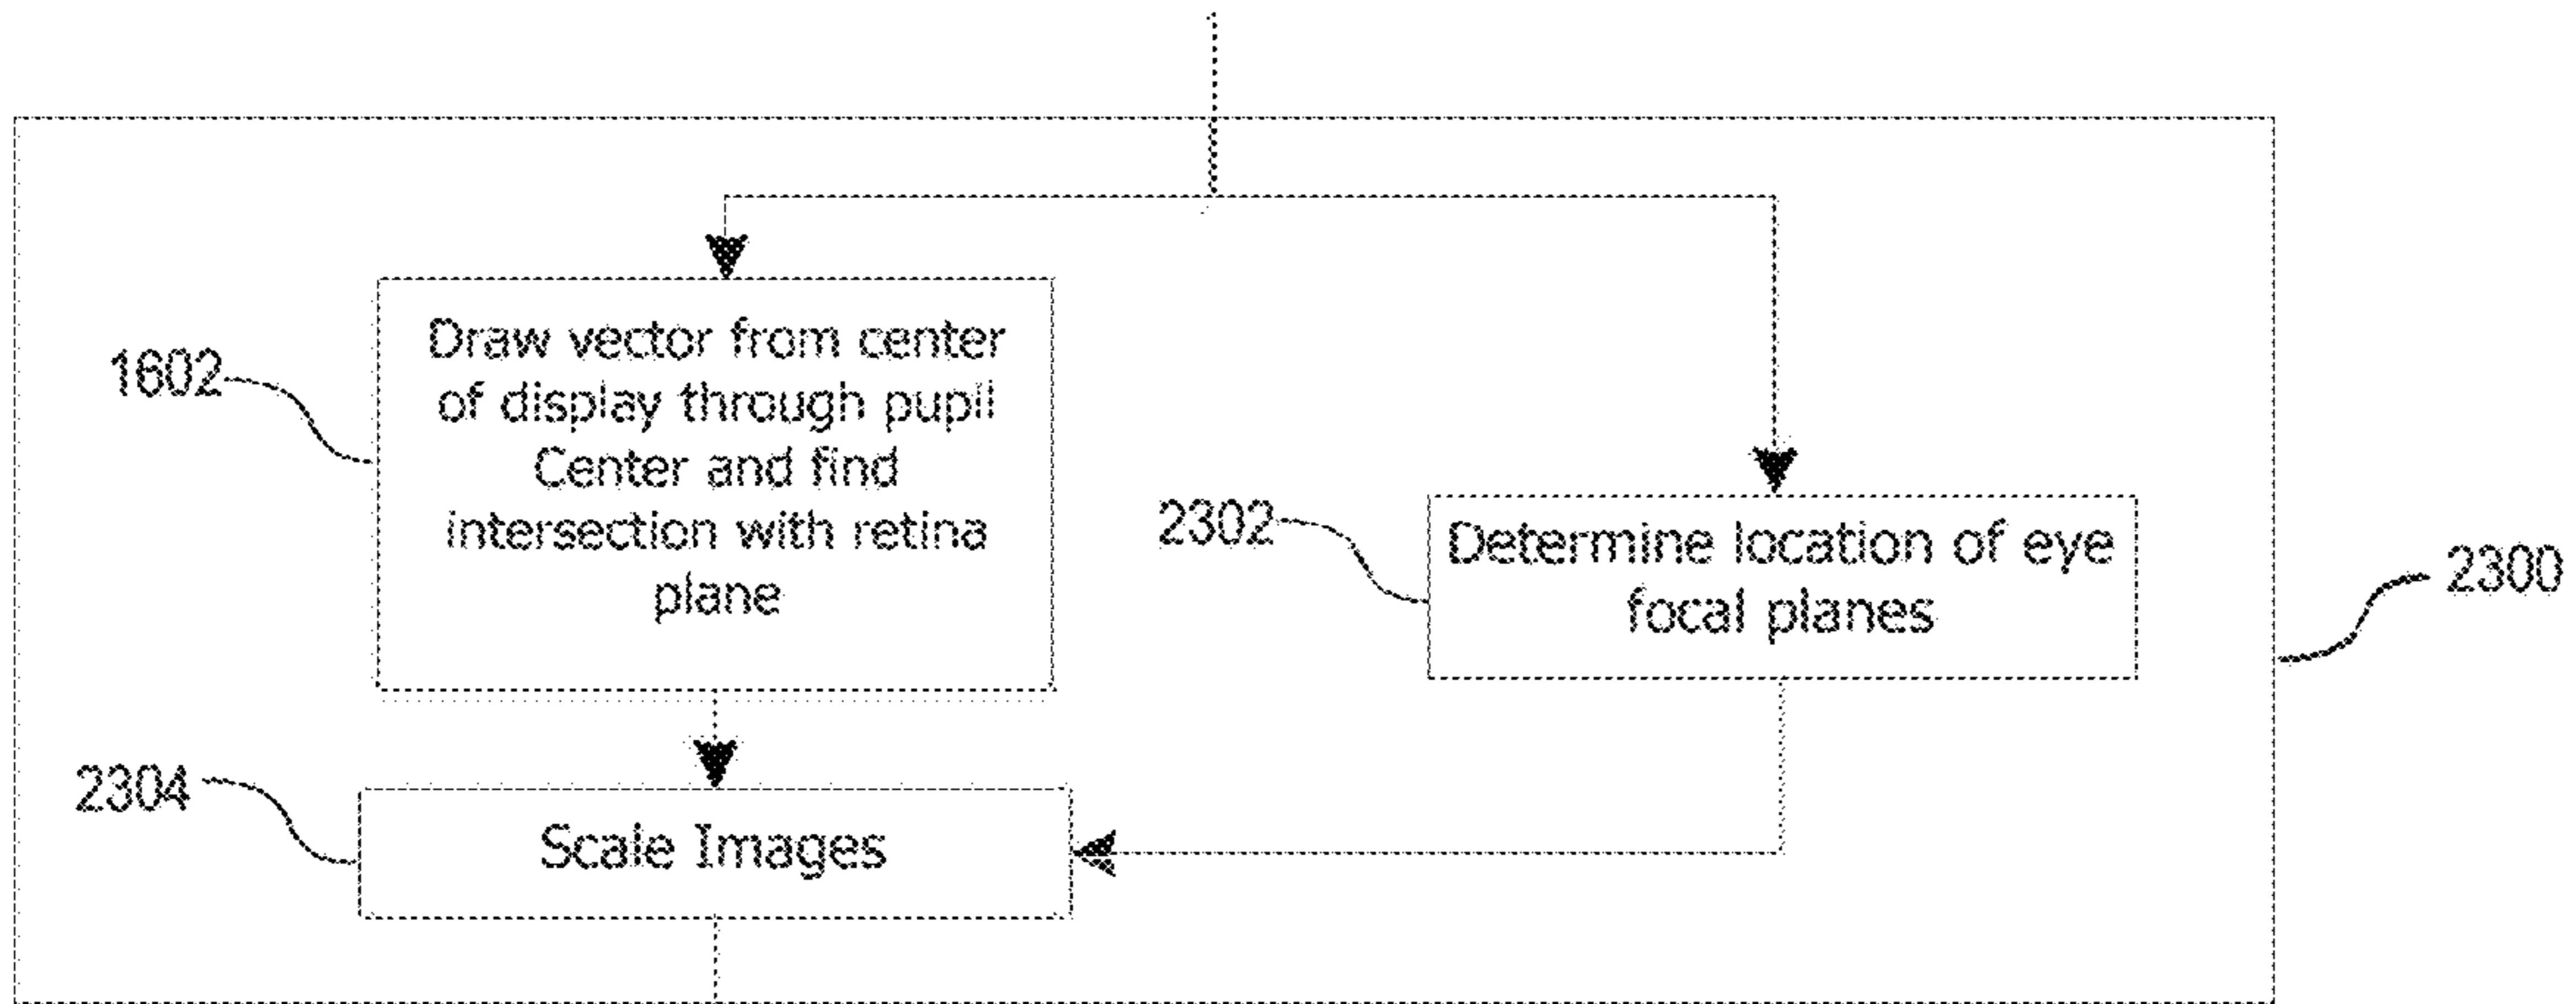 1602
Draw vector from center
of display through pupil
Center and find
intersection with retina
plane
2302
Determine location of eye
focal planes
2300
2304
Scale Images